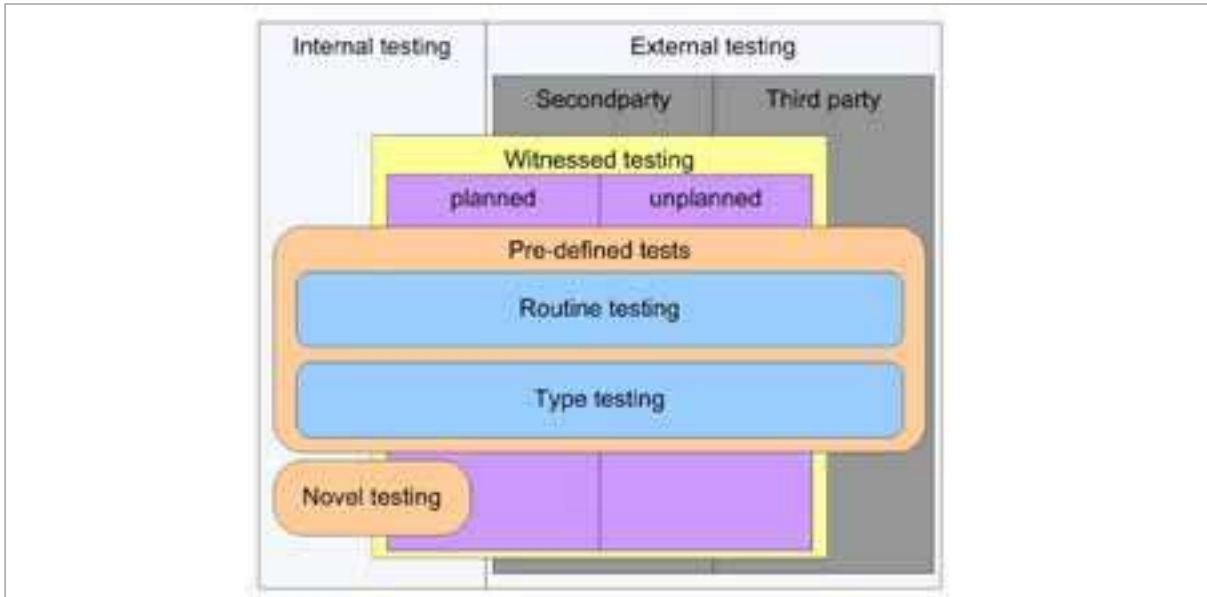 Internal testing
External testing
Secondparty
Third party
Witnessed testing
planned
unplanned
Pre-defined tests
Routine testing
Type testing
Novel testing